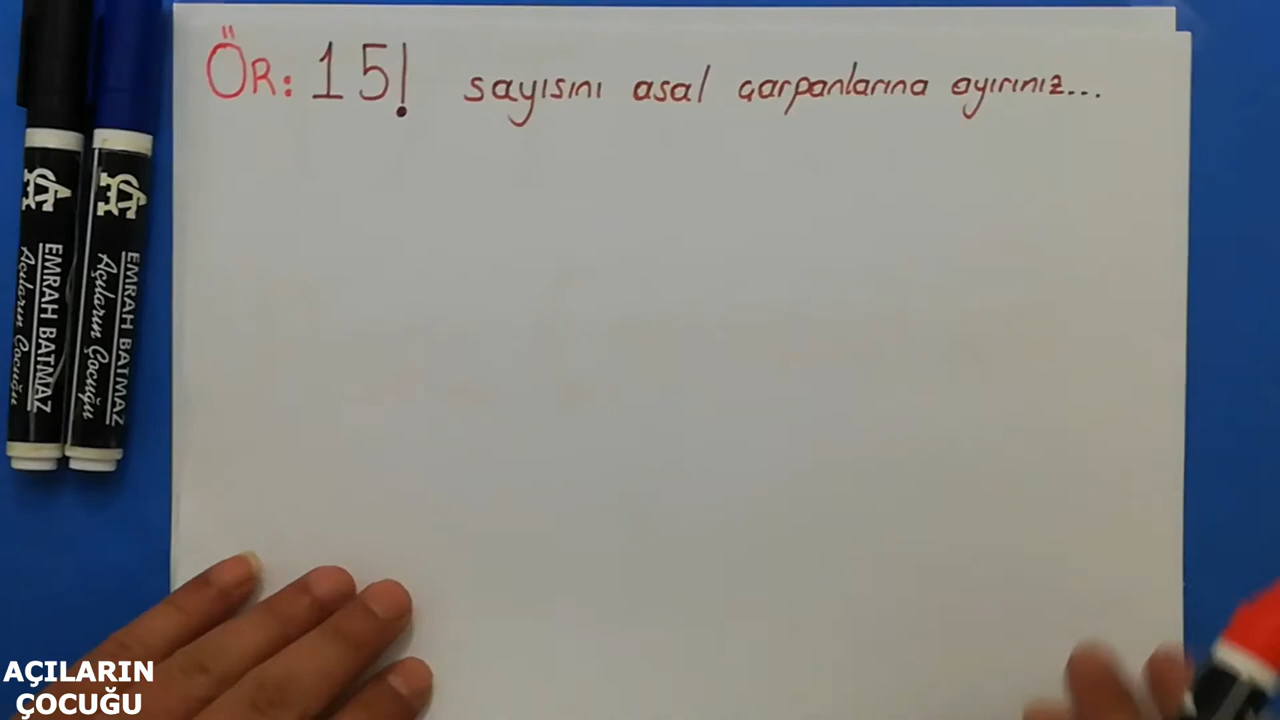 ÖR: 15! sayısını asal çarpanlarına ayırınız...
EMRAH BATMAZ
Açıların Çocuğu
EMRAH BATMAZ
Açıların Çocuğu
AÇILARIN
ÇOCUĞU